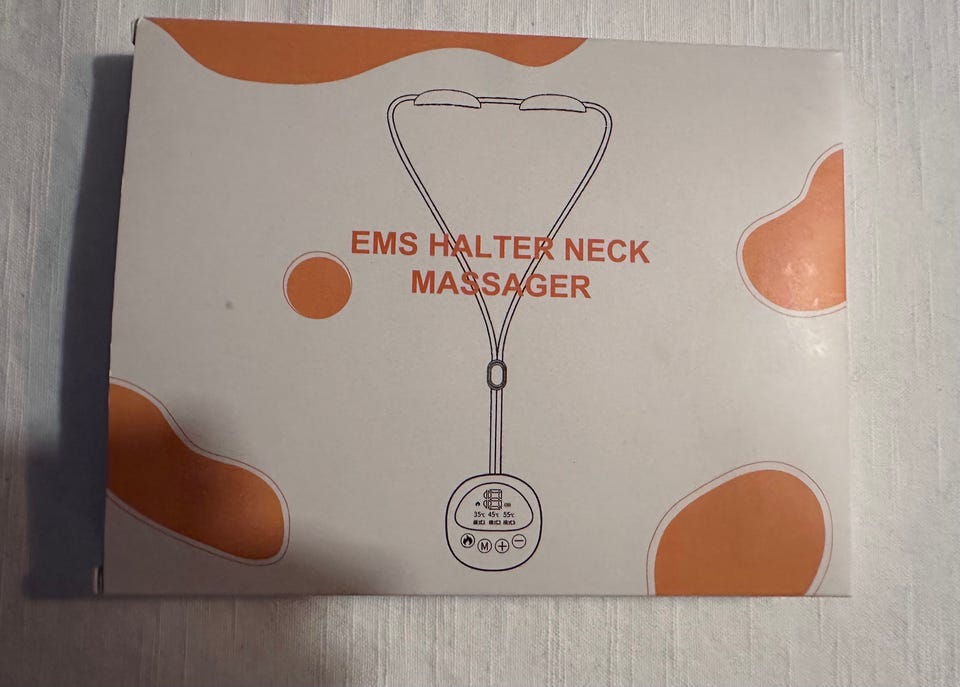 EMS HALTER NECK
MASSAGER
35℃ 45℃ 55℃
M + −